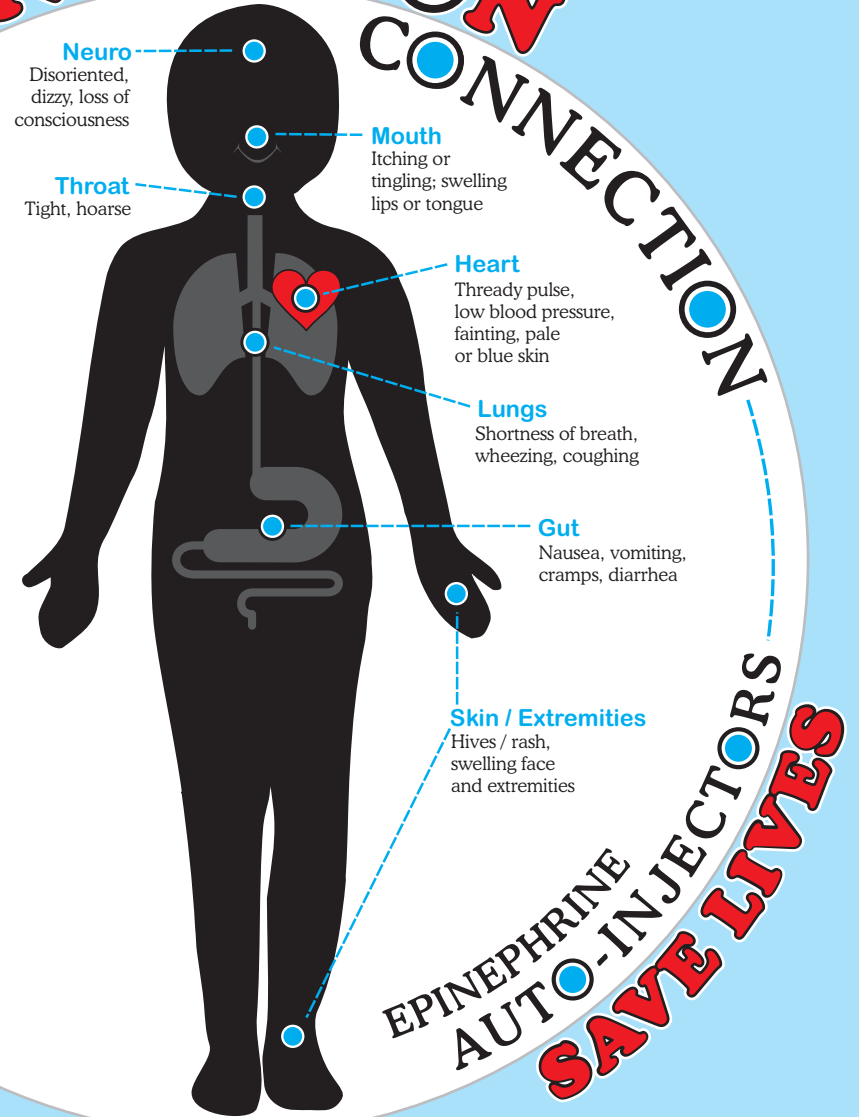 CONNECTION
Neuro
Disoriented,
dizzy, loss of
consciousness
Mouth
Itching or
tingling; swelling
lips or tongue
Throat
Tight, hoarse
Heart
Thready pulse,
low blood pressure,
fainting, pale
or blue skin
Lungs
Shortness of breath,
wheezing, coughing
Gut
Nausea, vomiting,
cramps, diarrhea
Skin / Extremities
Hives / rash,
swelling face
and extremities
EPINEPHRINE
AUTO-INJECTORS
SAVE LIVES